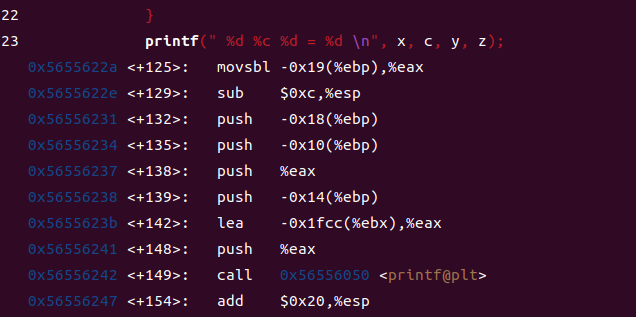 22 }
23 printf(" %d %c %d = %d \n", x, c, y, z);
0x5655622a <+125>: movsbl -0x19(%ebp),%eax
0x5655622e <+129>: sub $0xc,%esp
0x56556231 <+132>: push -0x18(%ebp)
0x56556234 <+135>: push -0x10(%ebp)
0x56556237 <+138>: push %eax
0x56556238 <+139>: push -0x14(%ebp)
0x5655623b <+142>: lea -0x1fcc(%ebx),%eax
0x56556241 <+148>: push %eax
0x56556242 <+149>: call 0x56556050 <printf@plt>
0x56556247 <+154>: add $0x20,%esp